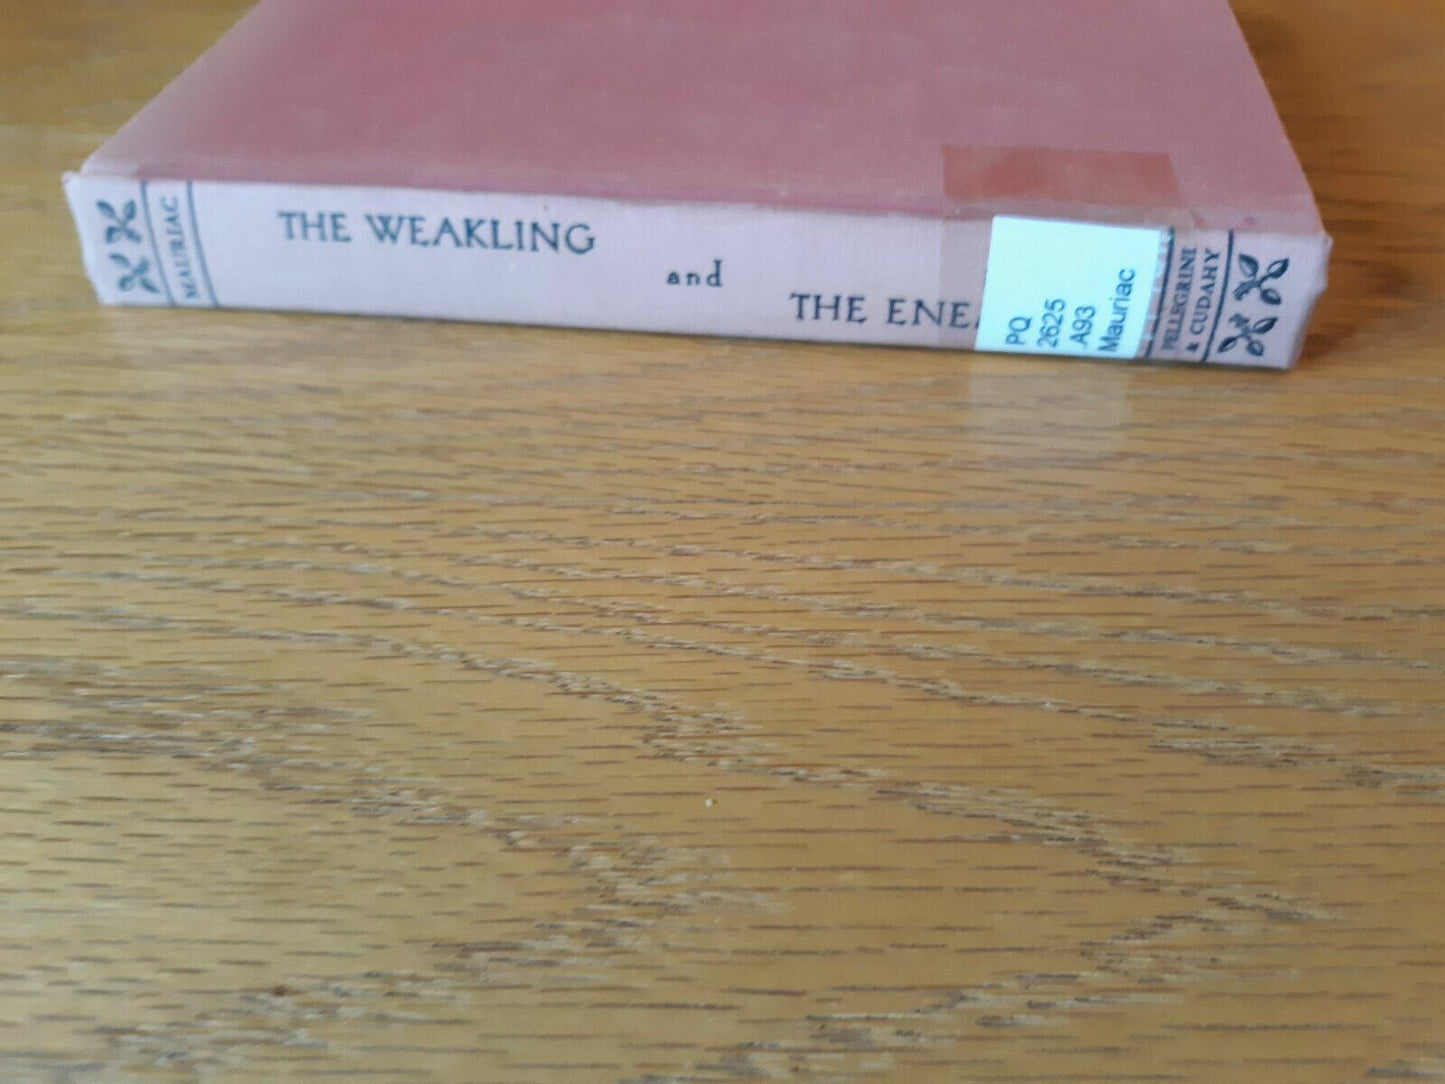 MAURIAC
THE WEAKLING
and
THE ENE
PQ
2625
.A93
Mauriac
PELLEGRINI
& CUDAHY